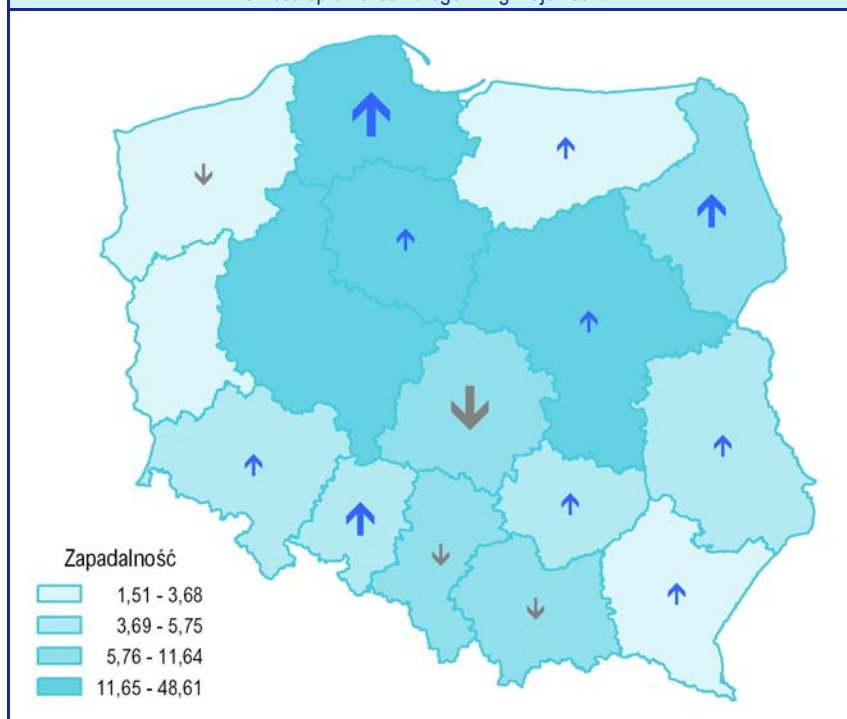 Zapadalność
1,51 - 3,68
3,69 - 5,75
5,76 - 11,64
11,65 - 48,61